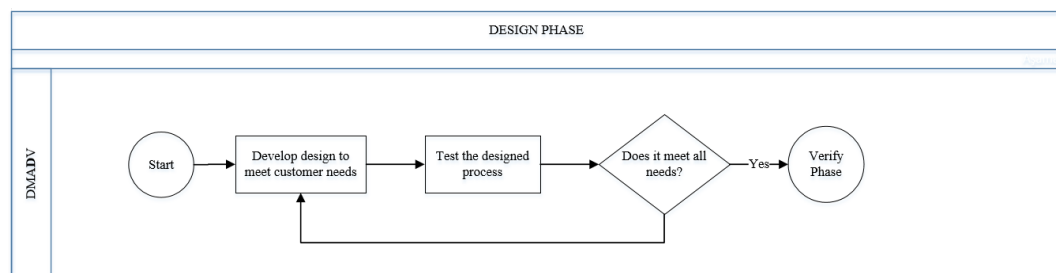 DESIGN PHASE
DMADV
Start
Develop design to
meet customer needs
Test the designed
process
Does it meet all
needs?
Yes
Verify
Phase